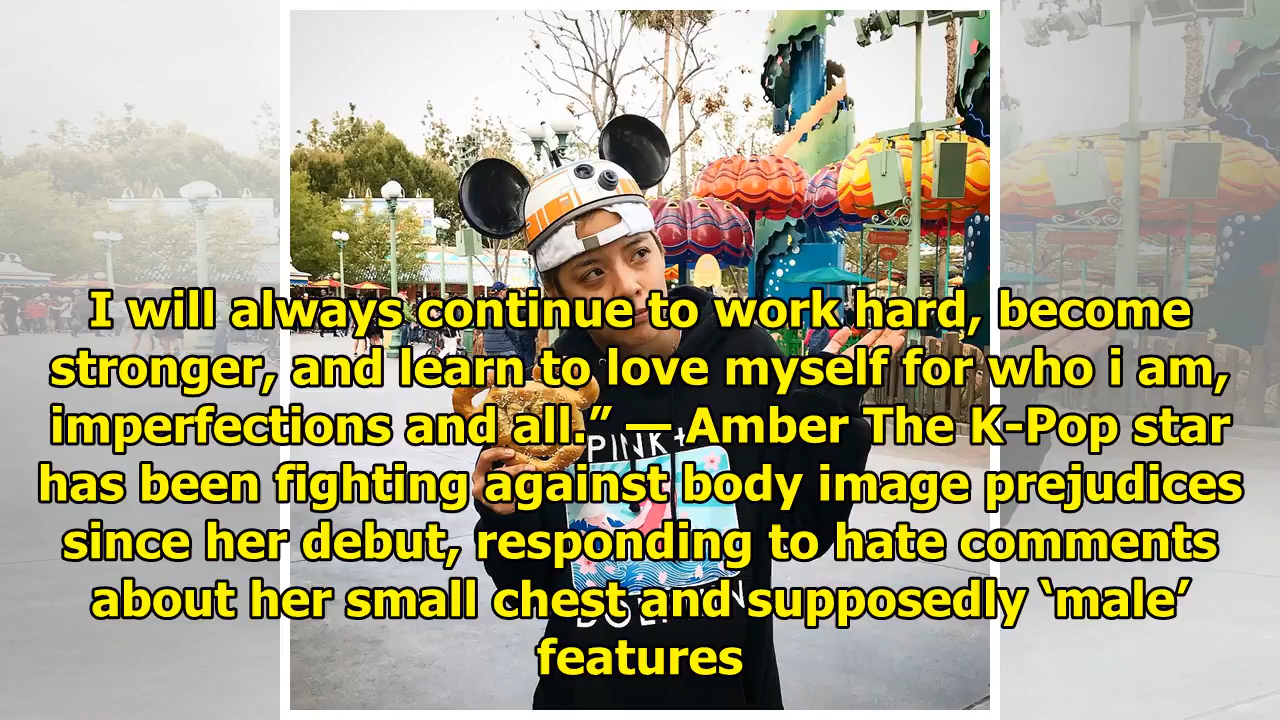 I will always continue to work hard, become
stronger, and learn to love myself for who i am,
imperfections and all.” — Amber The K-Pop star
has been fighting against body image prejudices
since her debut, responding to hate comments
about her small chest and supposedly ‘male’
features
PINK+